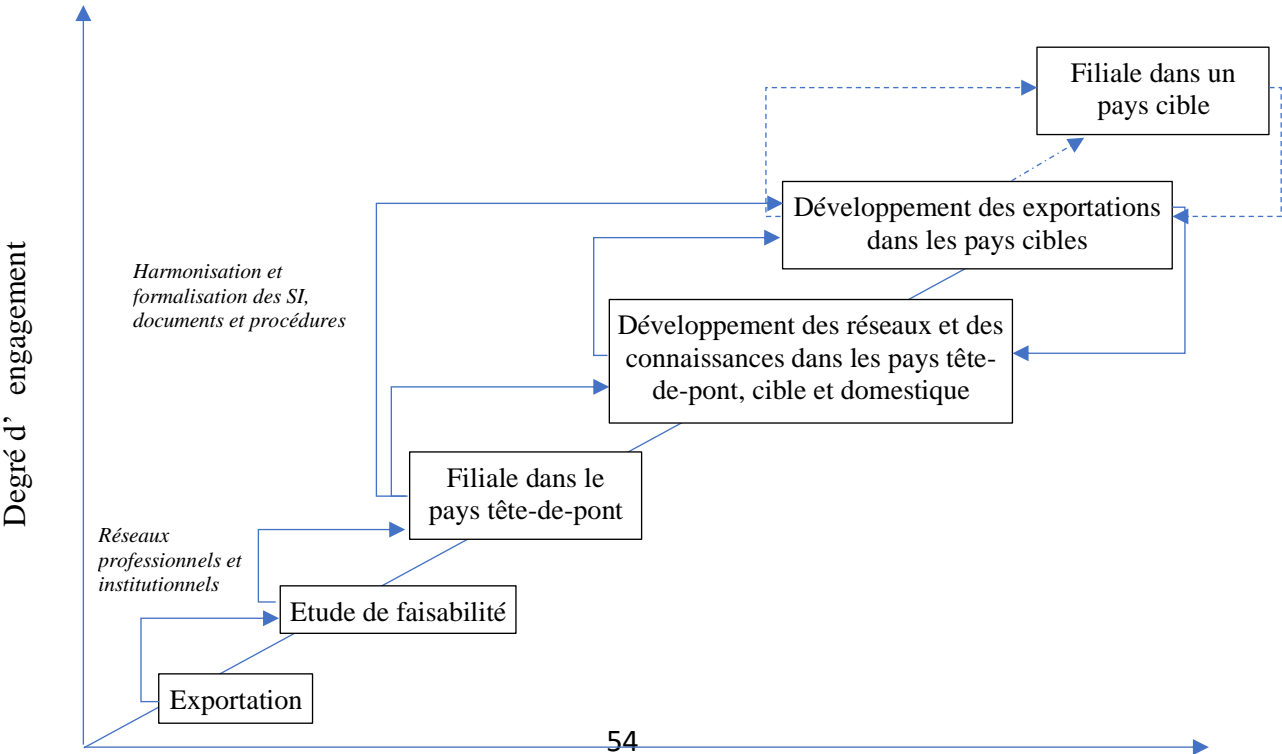 Filiale dans un
pays cible
Développement des exportations
dans les pays cibles
Harmonisation et
formalisation des SI,
documents et procédures
Développement des réseaux et des
connaissances dans les pays tête-
de-pont, cible et domestique
Degré d’ engagement
Filiale dans le
pays tête-de-pont
Réseaux
professionnels et
institutionnels
Etude de faisabilité
Exportation
54